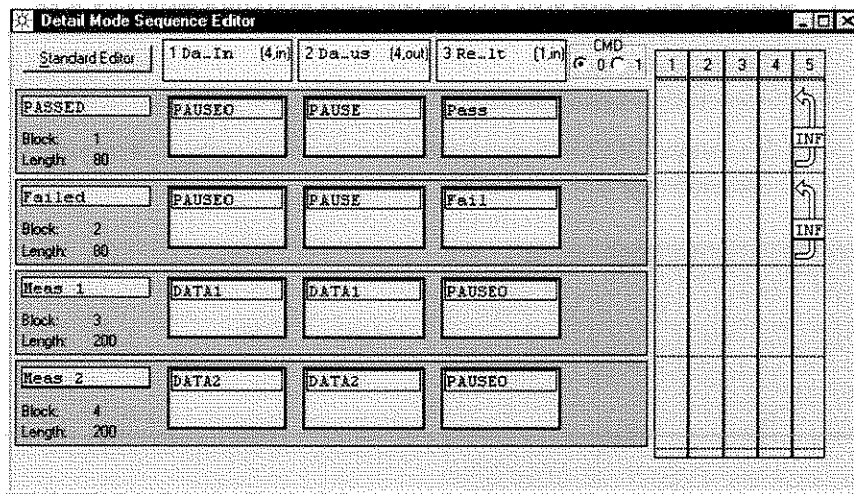 Detail Mode Sequence Editor
Standard Editor
1 Da_In (4,in) 2 Da_us (4,out) 3 Re_lt (1,in)
CMD
0 1
1 2 3 4 5
PASSED PAUSE0 PAUSE Pass
Block: 1
Length: 80
INF
Failed PAUSE0 PAUSE Fail
Block: 2
Length: 80
INF
Meas 1 DATA1 DATA1 PAUSE0
Block: 3
Length: 200
Meas 2 DATA2 DATA2 PAUSE0
Block: 4
Length: 200